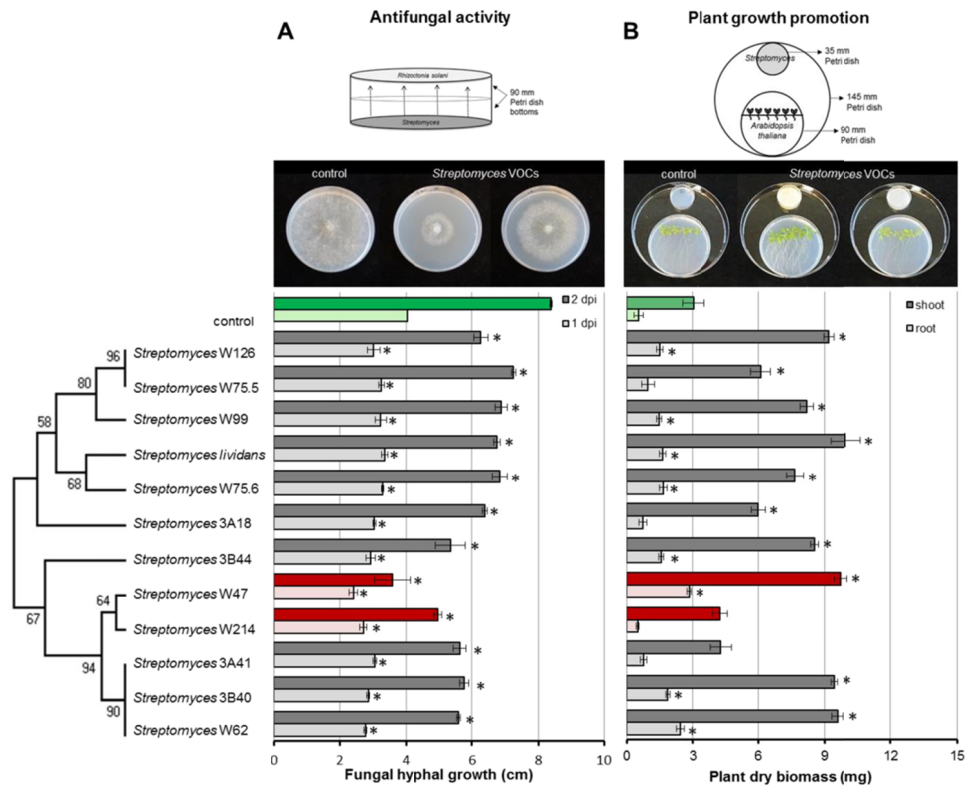 Antifungal activity
Plant growth promotion
A
B
Rhizoctonia solani
Streptomyces
90 mm
Petri dish
bottoms
Streptomyces
35 mm
Petri dish
145 mm
Petri dish
Arabidopsis
thaliana
90 mm
Petri dish
control
Streptomyces VOCs
control
Streptomyces VOCs
2 dpi
1 dpi
shoot
root
control
Streptomyces W126
Streptomyces W75.5
Streptomyces W99
Streptomyces lividans
Streptomyces W75.6
Streptomyces 3A18
Streptomyces 3B44
Streptomyces W47
Streptomyces W214
Streptomyces 3A41
Streptomyces 3B40
Streptomyces W62
96
80
58
68
64
67
94
90
* * * * * * * * * * * * * * * * * * * * * * * *
* * * * * * * * * * * * * * * * * *
0 2 4 6 8 10
Fungal hyphal growth (cm)
0 3 6 9 12 15
Plant dry biomass (mg)